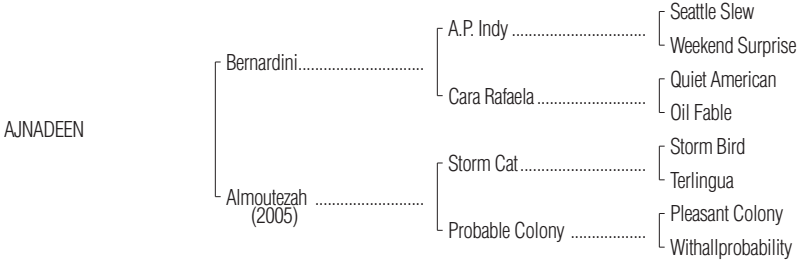 Seattle Slew
A.P. Indy ................................
Weekend Surprise
Bernardini..............................
Quiet American
Cara Rafaela ..........................
Oil Fable
AJNADEEN
Storm Bird
Storm Cat..............................
Terlingua
Almoutezah ..........................
(2005)
Pleasant Colony
Probable Colony ..................
Withallprobability